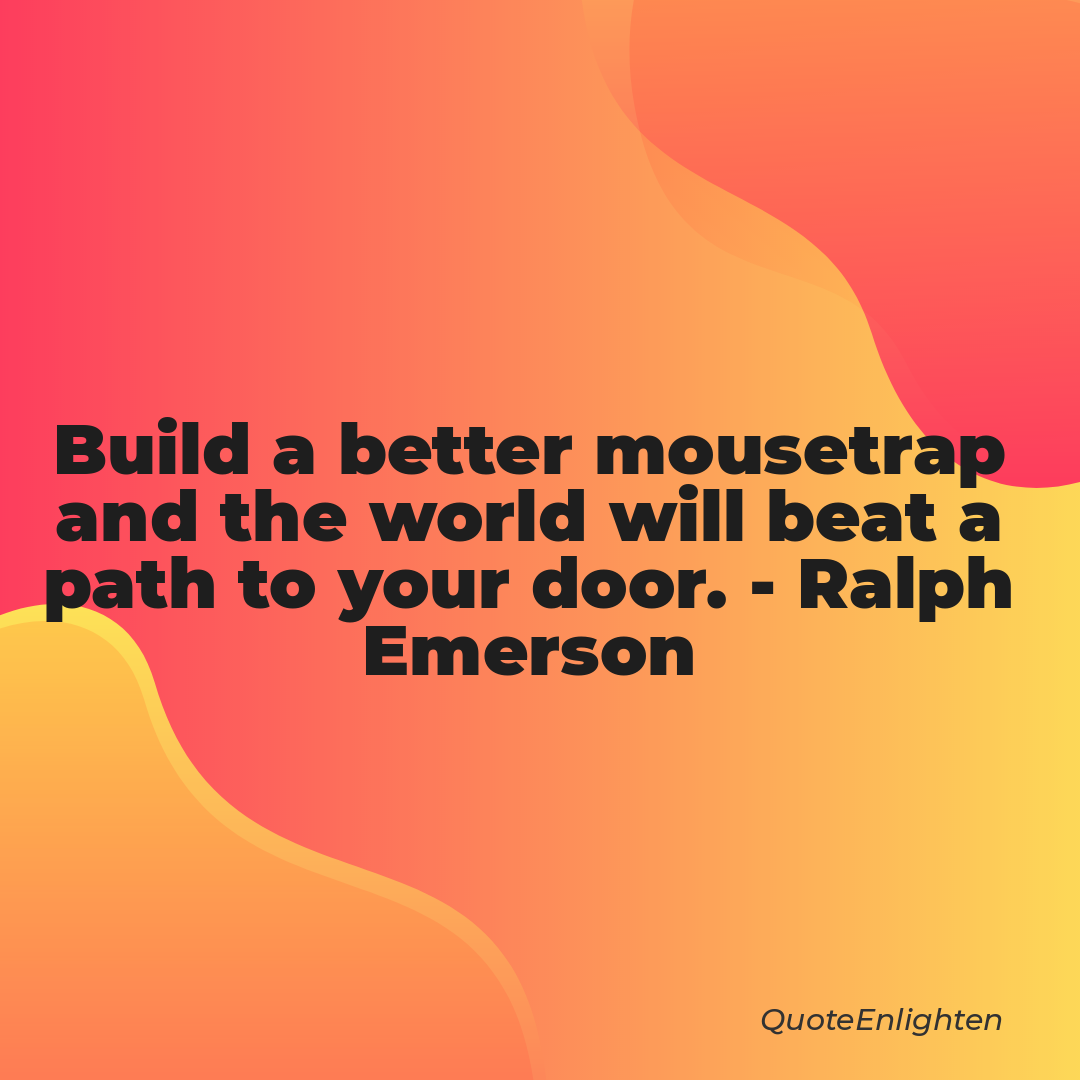 Build a better mousetrap
and the world will beat a
path to your door. - Ralph
Emerson
QuoteEnlighten